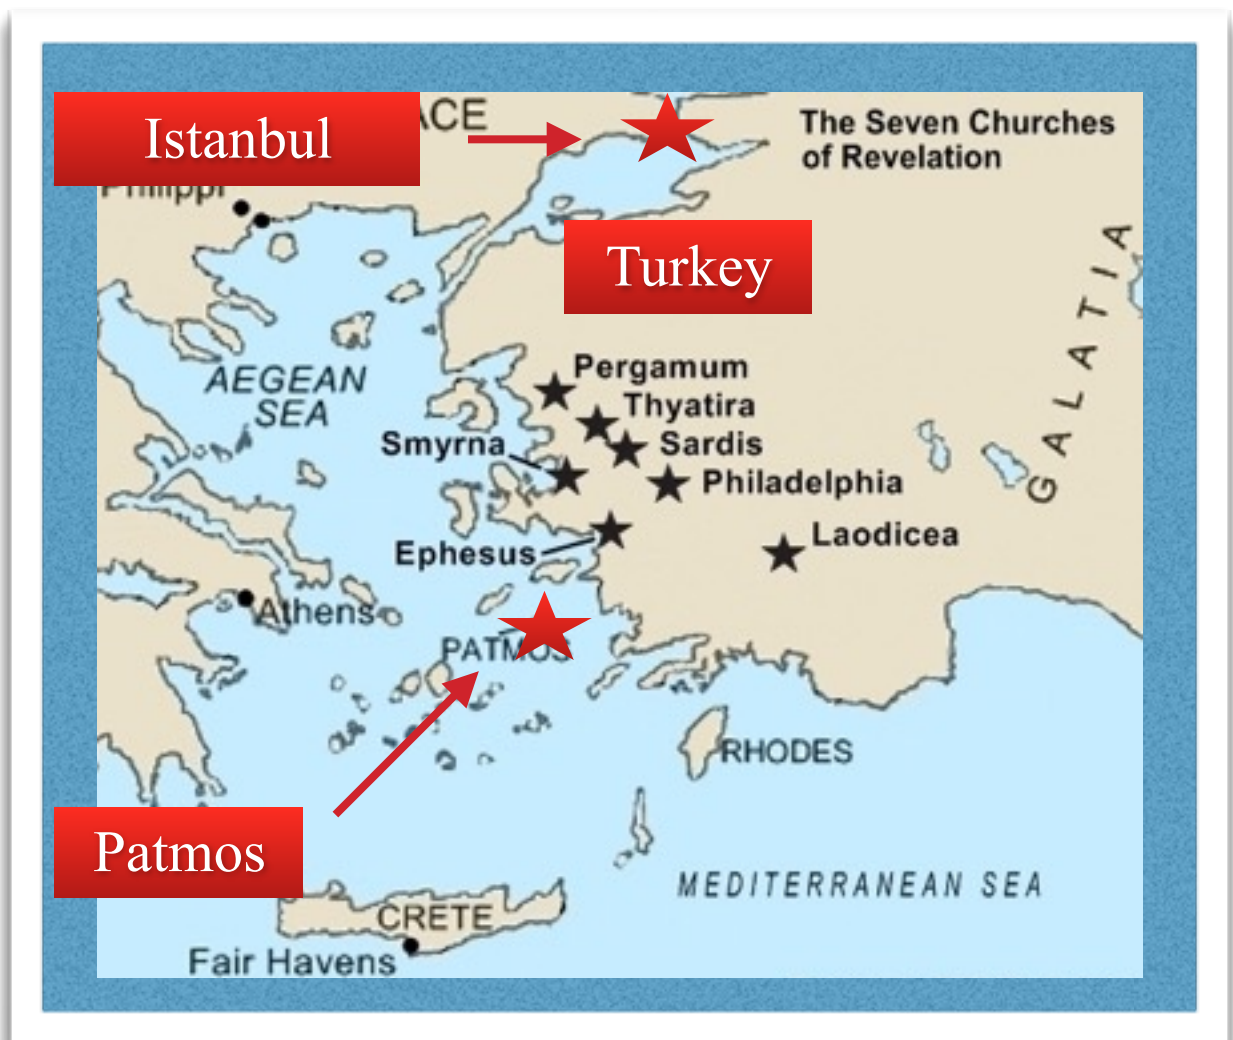 Istanbul
ACE
The Seven Churches
of Revelation
Philippi
Turkey
GALATIA
AEGEAN
SEA
Pergamum
Thyatira
Smyrna
Sardis
Philadelphia
Ephesus
Laodicea
Athens
PATMOS
RHODES
Patmos
MEDITERRANEAN SEA
CRETE
Fair Havens